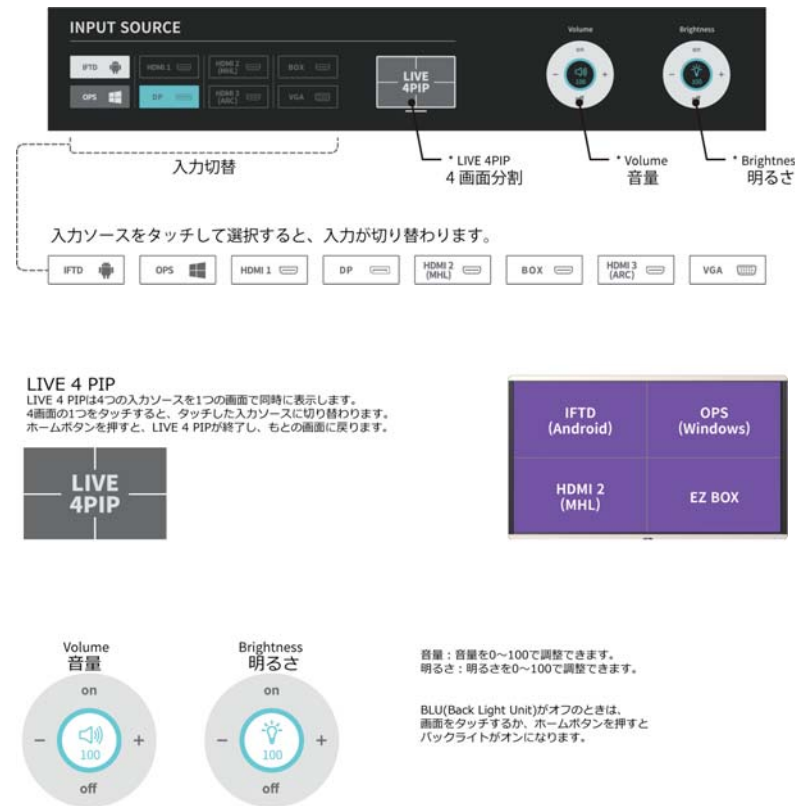 INPUT SOURCE
Volume
Brightness
on
on
IFTD
HDMI 1
HDMI 2
(MHL)
BOX
OPS
DP
HDMI 3
(ARC)
VGA
LIVE
4PIP
- 100 +
- 100 +
off
off
入力切替
* LIVE 4PIP
4 画面分割
* Volume
音量
* Brightnes
明るさ
入力ソースをタッチして選択すると、入力が切り替わります。
IFTD
OPS
HDMI 1
DP
HDMI 2
(MHL)
BOX
HDMI 3
(ARC)
VGA
LIVE 4 PIP
LIVE 4 PIPは4つの入力ソースを1つの画面で同時に表示します。
4画面の1つをタッチすると、タッチした入力ソースに切り替わります。
ホームボタンを押すと、LIVE 4 PIPが終了し、もとの画面に戻ります。
LIVE
4PIP
IFTD
(Android)
OPS
(Windows)
HDMI 2
(MHL)
EZ BOX
Volume
音量
on
- 100 +
off
Brightness
明るさ
on
- 100 +
off
音量：音量を0～100で調整できます。
明るさ：明るさを0～100で調整できます。
BLU(Back Light Unit)がオフのときは、
画面をタッチするか、ホームボタンを押すと
バックライトがオンになります。